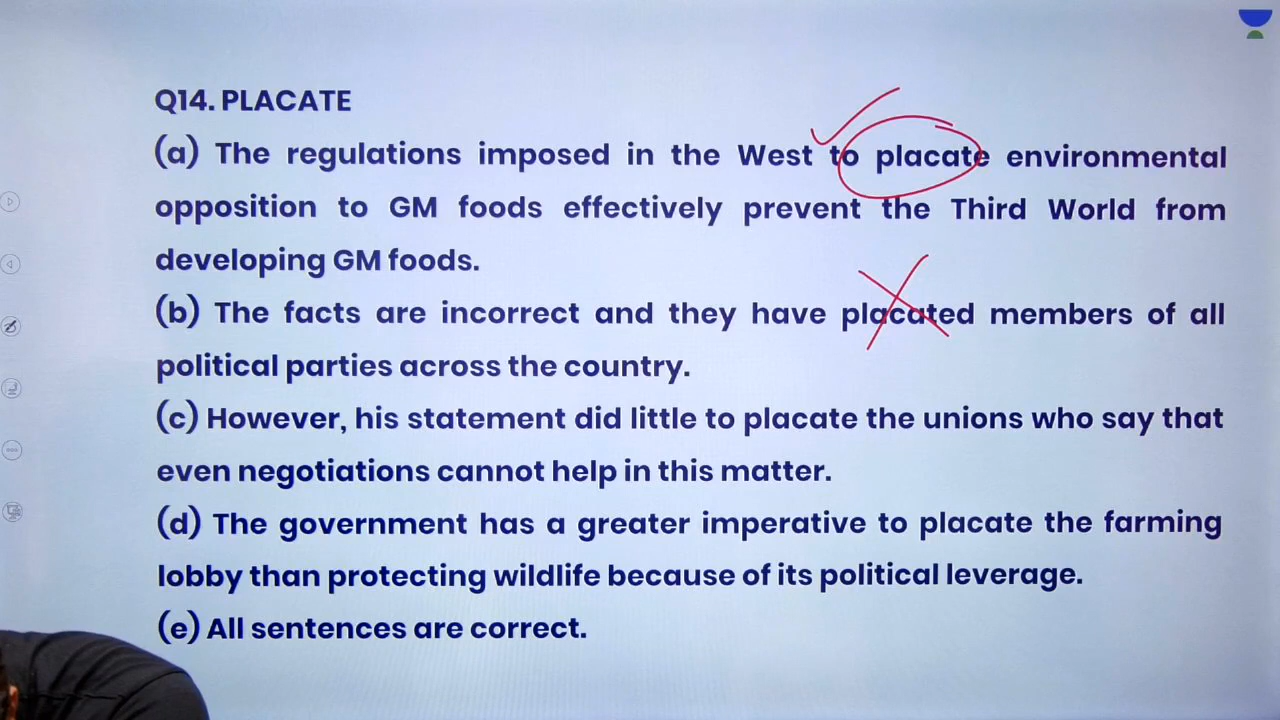 Q14. PLACATE
(a) The regulations imposed in the West to placate environmental
opposition to GM foods effectively prevent the Third World from
developing GM foods.
(b) The facts are incorrect and they have placated members of all
political parties across the country.
(c) However, his statement did little to placate the unions who say that
even negotiations cannot help in this matter.
(d) The government has a greater imperative to placate the farming
lobby than protecting wildlife because of its political leverage.
(e) All sentences are correct.